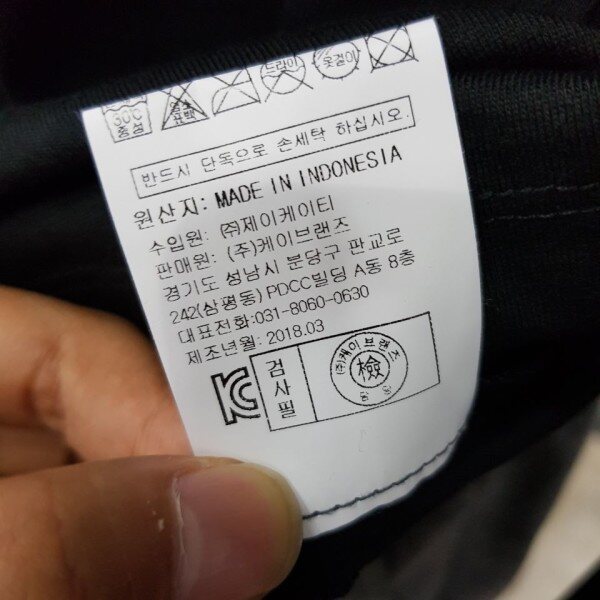 30℃
중성
염소
표백
드라이
옷걸이
반드시 단독으로 손세탁 하십시오.
원산지: MADE IN INDONESIA
수입원: ㈜제이케이티
판매원: (주)케이브랜즈
경기도 성남시 분당구 판교로
242(삼평동) PDCC빌딩 A동 8층
대표전화:031-8060-0630
제조년월: 2018.03
검사필
(주)케이브랜즈
檢